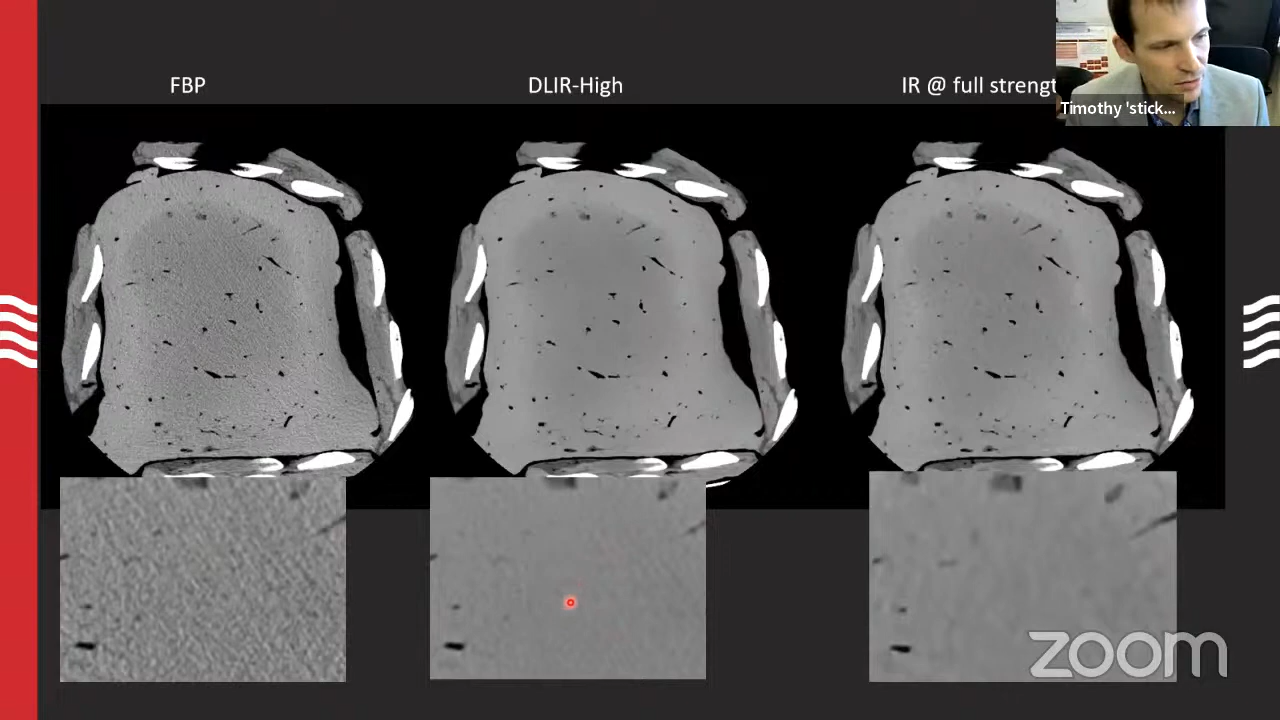 FBP
DLIR-High
IR @ full strengt
Timothy 'stick...
zoom